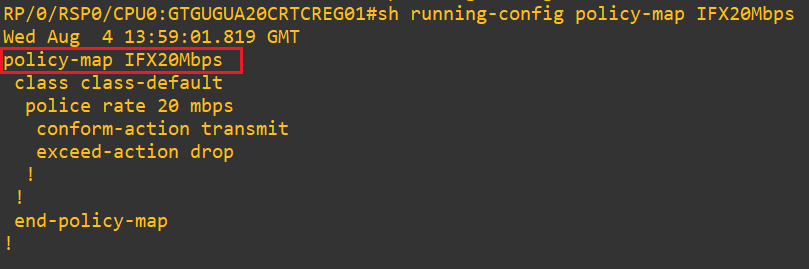 RP/0/RSP0/CPU0:GTGUGUA20CRTCREG01#sh running-config policy-map IFX20Mbps
Wed Aug  4 13:59:01.819 GMT
policy-map IFX20Mbps
 class class-default
  police rate 20 mbps
   conform-action transmit
   exceed-action drop
  !
 !
 end-policy-map
!